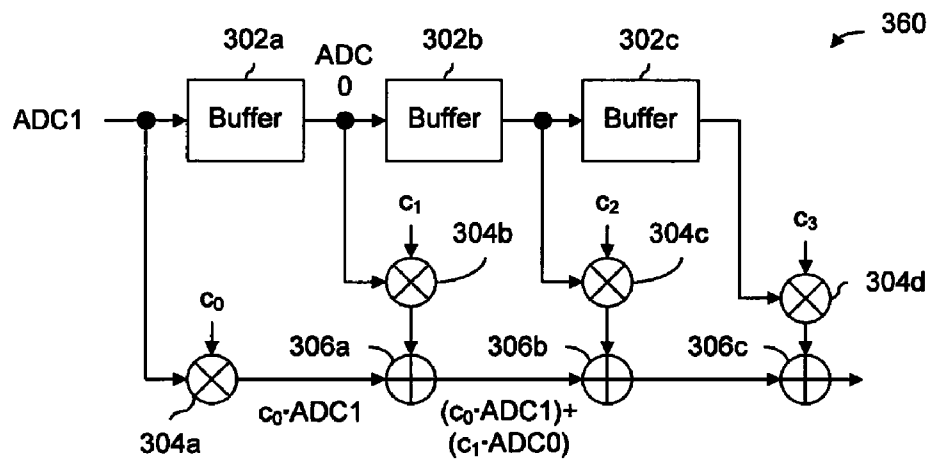 360
302a
302b
302c
ADC
0
ADC1
Buffer
Buffer
Buffer
c₁
c₂
c₃
304b
304c
304d
c₀
306a
306b
306c
304a
c₀-ADC1
(c₀-ADC1)+
(c₁-ADC0)